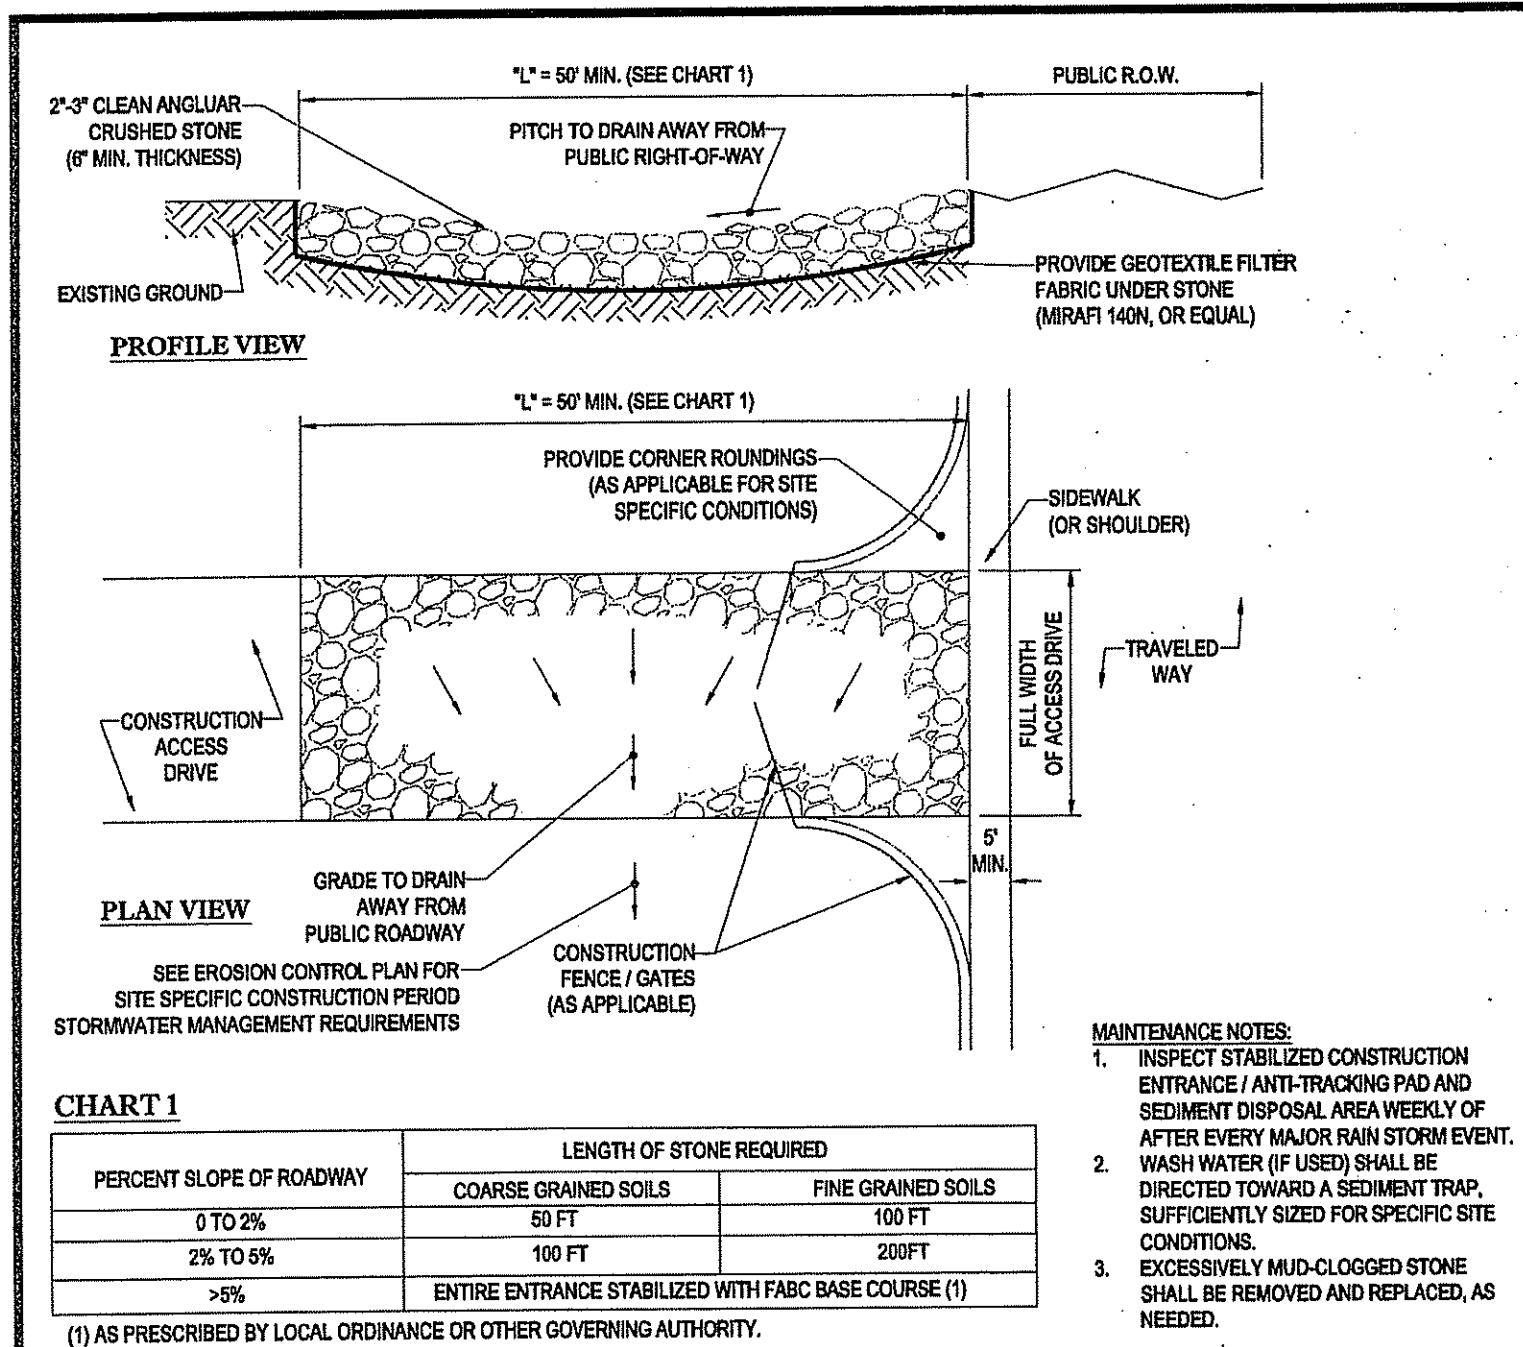 "L" = 50' MIN. (SEE CHART 1)
PUBLIC R.O.W.
2"-3" CLEAN ANGLUAR
CRUSHED STONE
(6" MIN. THICKNESS)
PITCH TO DRAIN AWAY FROM
PUBLIC RIGHT-OF-WAY
EXISTING GROUND
PROVIDE GEOTEXTILE FILTER
FABRIC UNDER STONE
(MIRAFI 140N, OR EQUAL)
PROFILE VIEW
"L" = 50' MIN. (SEE CHART 1)
PROVIDE CORNER ROUNDINGS
(AS APPLICABLE FOR SITE
SPECIFIC CONDITIONS)
SIDEWALK
(OR SHOULDER)
FULL WIDTH
OF ACCESS DRIVE
TRAVELED
WAY
CONSTRUCTION
ACCESS
DRIVE
5'
MIN.
GRADE TO DRAIN
AWAY FROM
PUBLIC ROADWAY
PLAN VIEW
CONSTRUCTION
FENCE / GATES
(AS APPLICABLE)
SEE EROSION CONTROL PLAN FOR
SITE SPECIFIC CONSTRUCTION PERIOD
STORMWATER MANAGEMENT REQUIREMENTS
MAINTENANCE NOTES:
1. INSPECT STABILIZED CONSTRUCTION
ENTRANCE / ANTI-TRACKING PAD AND
SEDIMENT DISPOSAL AREA WEEKLY OF
AFTER EVERY MAJOR RAIN STORM EVENT.
2. WASH WATER (IF USED) SHALL BE
DIRECTED TOWARD A SEDIMENT TRAP,
SUFFICIENTLY SIZED FOR SPECIFIC SITE
CONDITIONS.
3. EXCESSIVELY MUD-CLOGGED STONE
SHALL BE REMOVED AND REPLACED, AS
NEEDED.
CHART 1
PERCENT SLOPE OF ROADWAY
LENGTH OF STONE REQUIRED
COARSE GRAINED SOILS FINE GRAINED SOILS
0 TO 2% 50 FT 100 FT
2% TO 5% 100 FT 200FT
>5% ENTIRE ENTRANCE STABILIZED WITH FABC BASE COURSE (1)
(1) AS PRESCRIBED BY LOCAL ORDINANCE OR OTHER GOVERNING AUTHORITY.